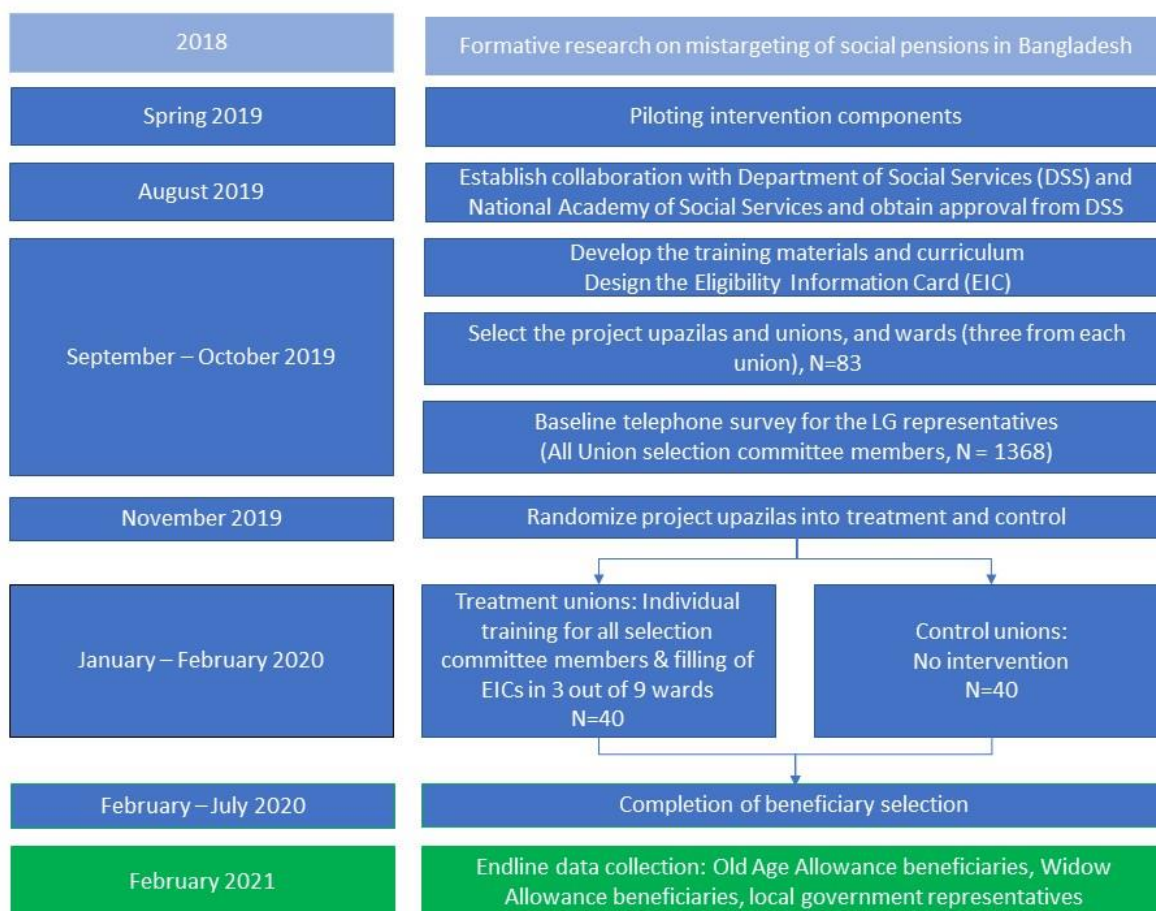 2018
Formative research on mistargeting of social pensions in Bangladesh
Spring 2019
Piloting intervention components
August 2019
Establish collaboration with Department of Social Services (DSS) and
National Academy of Social Services and obtain approval from DSS
September – October 2019
Develop the training materials and curriculum
Design the Eligibility Information Card (EIC)
Select the project upazilas and unions, and wards (three from each
union), N=83
Baseline telephone survey for the LG representatives
(All Union selection committee members, N = 1368)
November 2019
Randomize project upazilas into treatment and control
January – February 2020
Treatment unions: Individual
training for all selection
committee members & filling of
EICs in 3 out of 9 wards
N=40
Control unions:
No intervention
N=40
February – July 2020
Completion of beneficiary selection
February 2021
Endline data collection: Old Age Allowance beneficiaries, Widow
Allowance beneficiaries, local government representatives